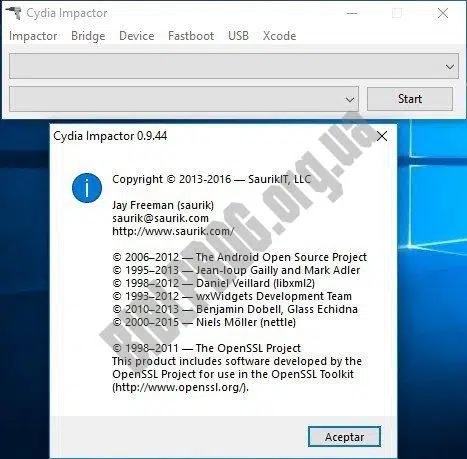 Cydia Impactor
Impactor Bridge Device Fastboot USB Xcode
Start
Cydia Impactor 0.9.44
Copyright © 2013-2016 — SaurikIT, LLC
Jay Freeman (saurik)
saurik@saurik.com
http://www.saurik.com/
© 2006–2012 — The Android Open Source Project
© 1995–2013 — Jean-loup Gailly and Mark Adler
© 1998–2012 — Daniel Veillard (libxml2)
© 1993–2012 — wxWidgets Development Team
© 2010–2013 — Benjamin Dobell, Glass Echidna
© 2000–2015 — Niels Möller (nettle)
© 1998–2011 — The OpenSSL Project
This product includes software developed by the
OpenSSL Project for use in the OpenSSL Toolkit
(http://www.openssl.org/).
Aceptar